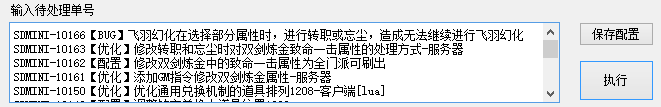 输入待处理单号
SDMINI-10166【BUG】飞羽幻化在选择部分属性时，进行转职或忘尘，造成无法继续进行飞羽幻化
SDMINI-10163【优化】修改转职和忘尘时对双剑炼金致命一击属性的处理方式-服务器
SDMINI-10162【配置】修改双剑炼金中的致命一击属性为全门派可刷出
SDMINI-10161【优化】添加GM指令修改双剑炼金属性-服务器
SDMINI-10150【优化】优化通用兑换机制的道具排列1208-客户端[lua]
保存配置
执行